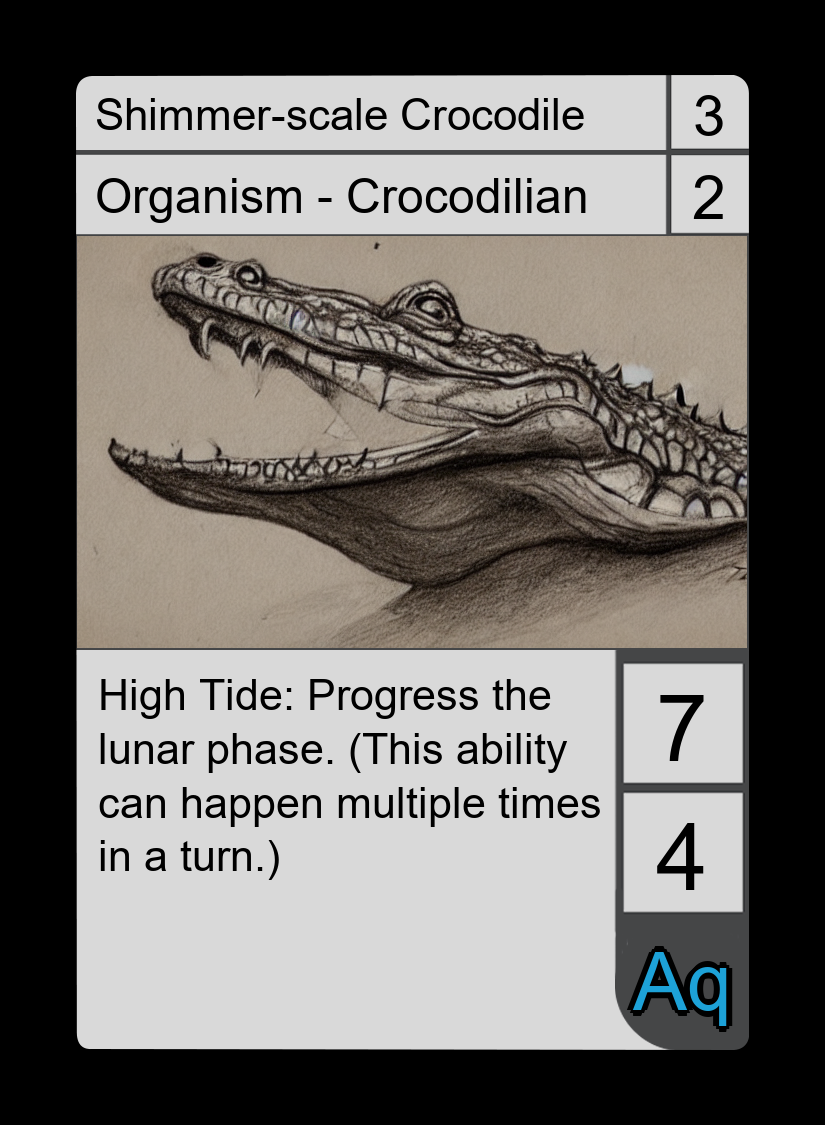 Shimmer-scale Crocodile 3
Organism - Crocodilian 2
High Tide: Progress the
lunar phase. (This ability
can happen multiple times
in a turn.)
7
4
Aq